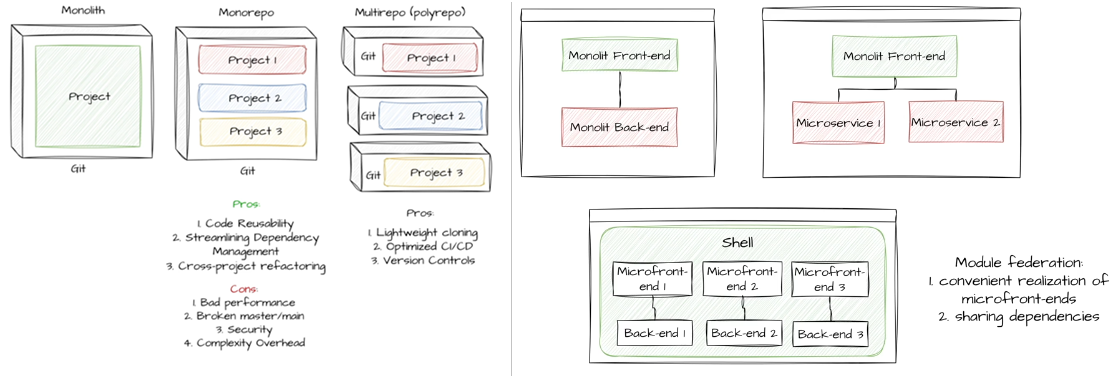 Monolith
Project
Git
Monorepo
Project 1
Project 2
Project 3
Git
Pros:
1. Code Reusability
2. Streamlining Dependency
Management
3. Cross-project refactoring
Cons:
1. Bad performance
2. Broken master/main
3. Security
4. Complexity Overhead
Multirepo (polyrepo)
Git
Project 1
Git
Project 2
Git
Project 3
Pros:
1. Lightweight cloning
2. Optimized CI/CD
3. Version Controls
Monolit Front-end
Monolit Back-end
Monolit Front-end
Microservice 1
Microservice 2
Shell
Microfront-
end 1
Microfront-
end 2
Microfront-
end 3
Back-end 1
Back-end 2
Back-end 3
Module federation:
1. convenient realization of
microfront-ends
2. sharing dependencies